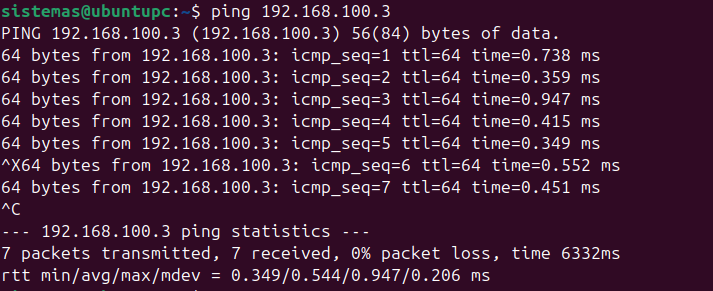 sistemas@ubuntupc:~$ ping 192.168.100.3
PING 192.168.100.3 (192.168.100.3) 56(84) bytes of data.
64 bytes from 192.168.100.3: icmp_seq=1 ttl=64 time=0.738 ms
64 bytes from 192.168.100.3: icmp_seq=2 ttl=64 time=0.359 ms
64 bytes from 192.168.100.3: icmp_seq=3 ttl=64 time=0.947 ms
64 bytes from 192.168.100.3: icmp_seq=4 ttl=64 time=0.415 ms
64 bytes from 192.168.100.3: icmp_seq=5 ttl=64 time=0.349 ms
^X64 bytes from 192.168.100.3: icmp_seq=6 ttl=64 time=0.552 ms
64 bytes from 192.168.100.3: icmp_seq=7 ttl=64 time=0.451 ms
^C
--- 192.168.100.3 ping statistics ---
7 packets transmitted, 7 received, 0% packet loss, time 6332ms
rtt min/avg/max/mdev = 0.349/0.544/0.947/0.206 ms